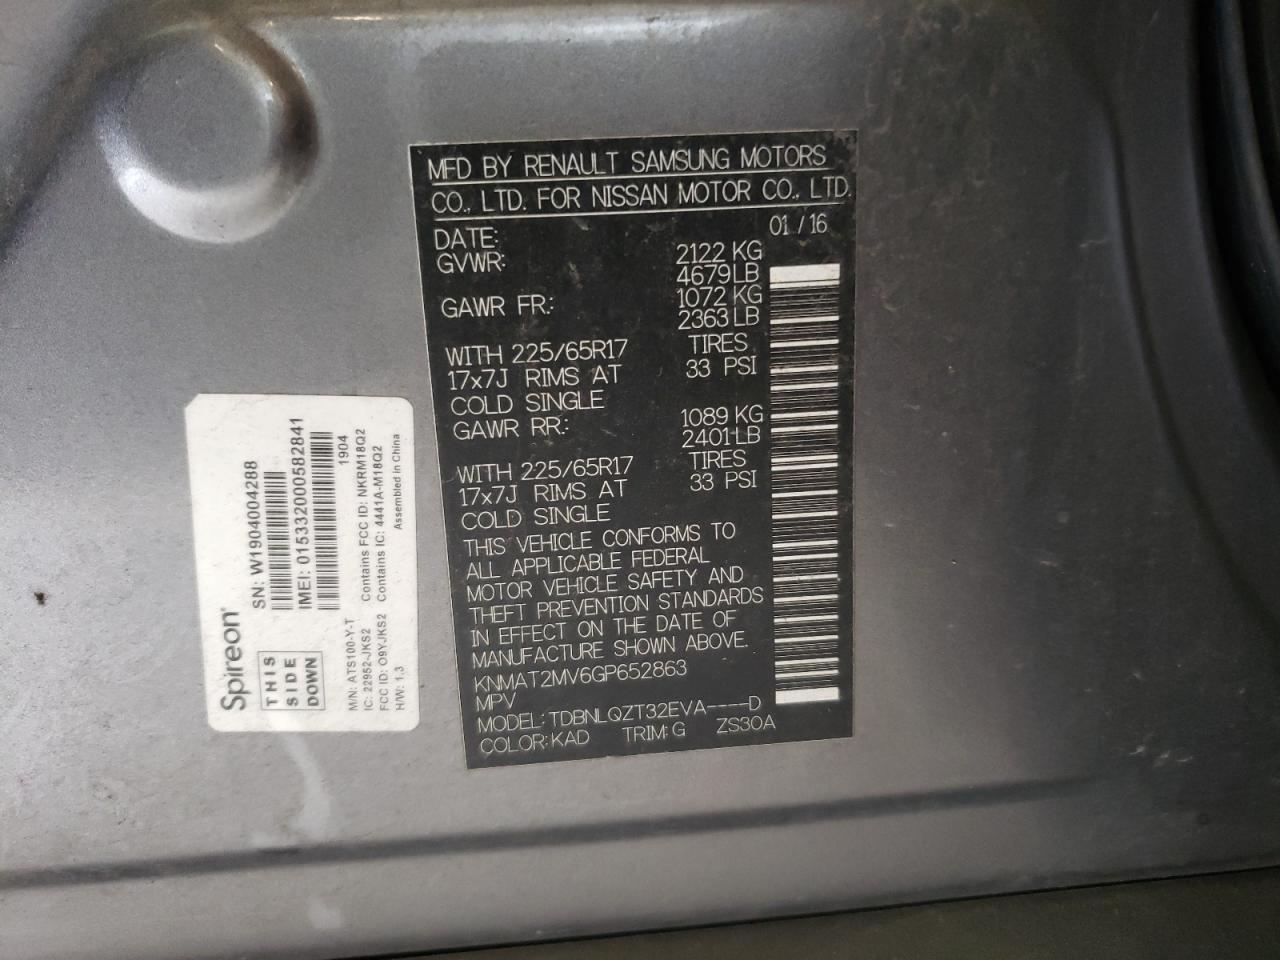 MFD BY RENAULT SAMSUNG MOTORS
CO., LTD. FOR NISSAN MOTOR CO., LTD.
DATE: 01 / 16
GVWR: 2122 KG
4679 LB
GAWR FR.: 1072 KG
2363 LB
WITH 225/65R17 TIRES
17x7J RIMS AT 33 PSI
COLD SINGLE
GAWR RR.: 1089 KG
2401 LB
WITH 225/65R17 TIRES
17x7J RIMS AT 33 PSI
COLD SINGLE
THIS VEHICLE CONFORMS TO
ALL APPLICABLE FEDERAL
MOTOR VEHICLE SAFETY AND
THEFT PREVENTION STANDARDS
IN EFFECT ON THE DATE OF
MANUFACTURE SHOWN ABOVE.
KNMAT2MV6GP652863
MPV
MODEL: TDBNLQZT32EVA----D
COLOR: KAD TRIM: G ZS30A
Spireon®
THIS
SIDE
DOWN
SN: W1904004288
IMEI: 015332000582841
1904
M/N: ATS100-Y-T
IC: 22952-JKS2 Contains FCC ID: NKRM18Q2
FCC ID: O9YJKS2 Contains IC: 4441A-M18Q2
H/W: 1.3 Assembled in China